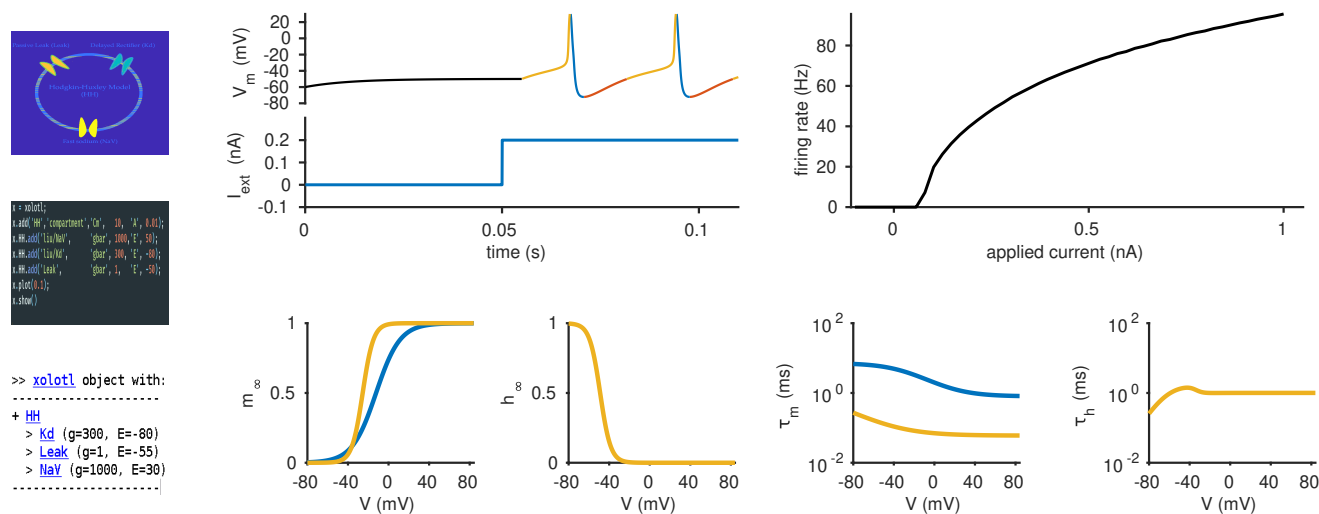 Passive Leak (Leak)
Delayed Rectifier (Kd)
Hodgkin-Huxley Model
(HH)
Fast Sodium (NaV)
x = xolotl;
x.add('HH','compartment','Cm', 10, 'A', 0.01);
x.HH.add('liu/NaV', 'gbar', 1000,'E', 50);
x.HH.add('liu/Kd', 'gbar', 300, 'E', -80);
x.HH.add('Leak', 'gbar', 1, 'E', -50);
x.plot(0.1);
x.show()
>> xolotl object with:
---------------------
+ HH
> Kd (g=300, E=-80)
> Leak (g=1, E=-55)
> NaV (g=1000, E=30)
---------------------
V_m (mV)
20
0
-20
-40
-60
-80
I_ext (nA)
0.2
0.1
0
-0.1
0
0.05
0.1
time (s)
firing rate (Hz)
80
60
40
20
0
0
0.5
1
applied current (nA)
m_∞
1
0.5
0
-80 -40 0 40 80
V (mV)
h_∞
1
0.5
0
-80 -40 0 40 80
V (mV)
τ_m (ms)
10^2
10^0
10^-2
-80 -40 0 40 80
V (mV)
τ_h (ms)
10^2
10^0
10^-2
-80 -40 0 40 80
V (mV)